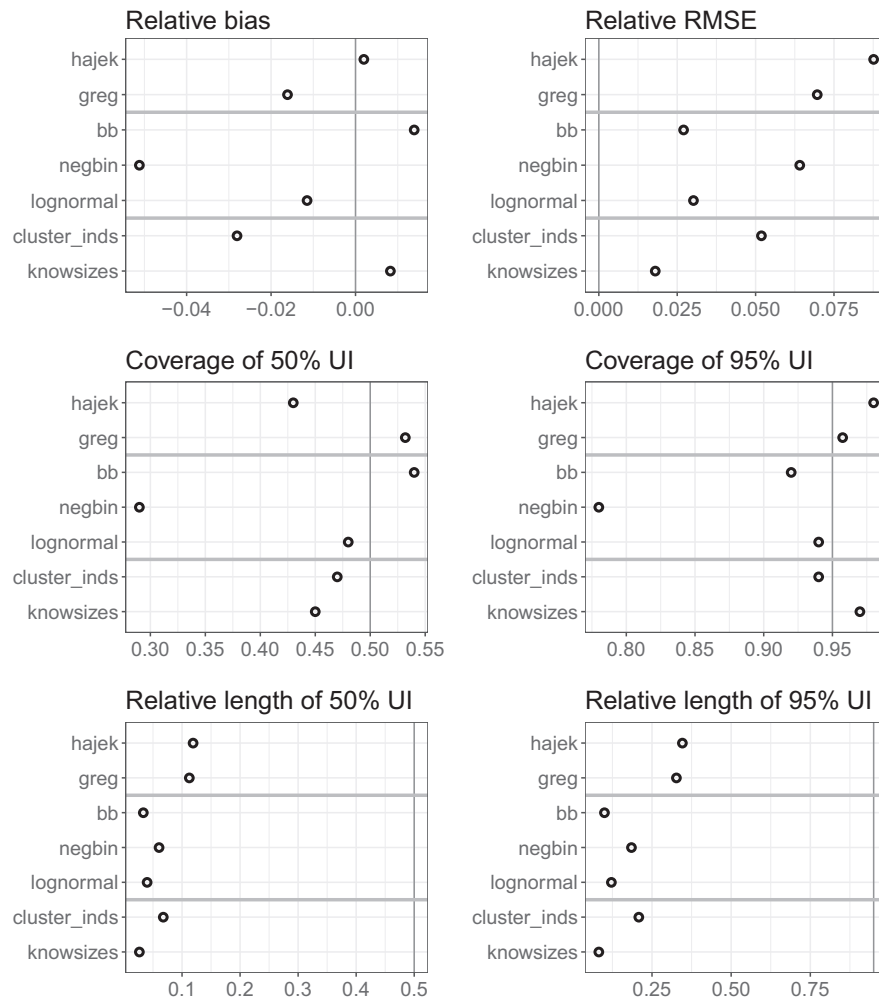 Relative bias
hajek
greg
bb
negbin
lognormal
cluster_inds
knowsizes
−0.04 −0.02 0.00
Relative RMSE
hajek
greg
bb
negbin
lognormal
cluster_inds
knowsizes
0.000 0.025 0.050 0.075
Coverage of 50% UI
hajek
greg
bb
negbin
lognormal
cluster_inds
knowsizes
0.30 0.35 0.40 0.45 0.50 0.55
Coverage of 95% UI
hajek
greg
bb
negbin
lognormal
cluster_inds
knowsizes
0.80 0.85 0.90 0.95
Relative length of 50% UI
hajek
greg
bb
negbin
lognormal
cluster_inds
knowsizes
0.1 0.2 0.3 0.4 0.5
Relative length of 95% UI
hajek
greg
bb
negbin
lognormal
cluster_inds
knowsizes
0.25 0.50 0.75